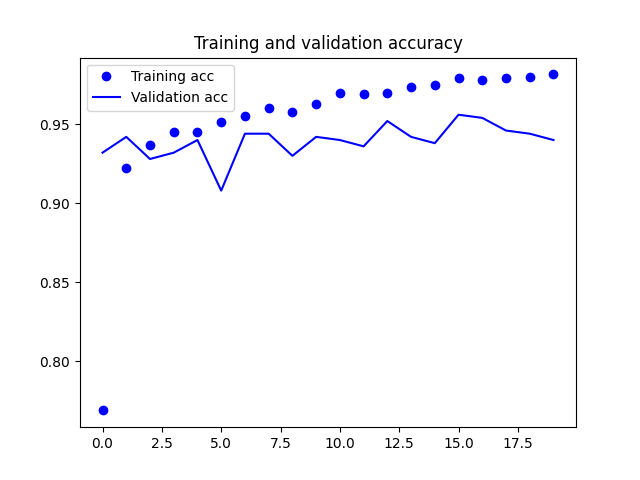 Training and validation accuracy
Training acc
Validation acc
0.95
0.90
0.85
0.80
0.0 2.5 5.0 7.5 10.0 12.5 15.0 17.5